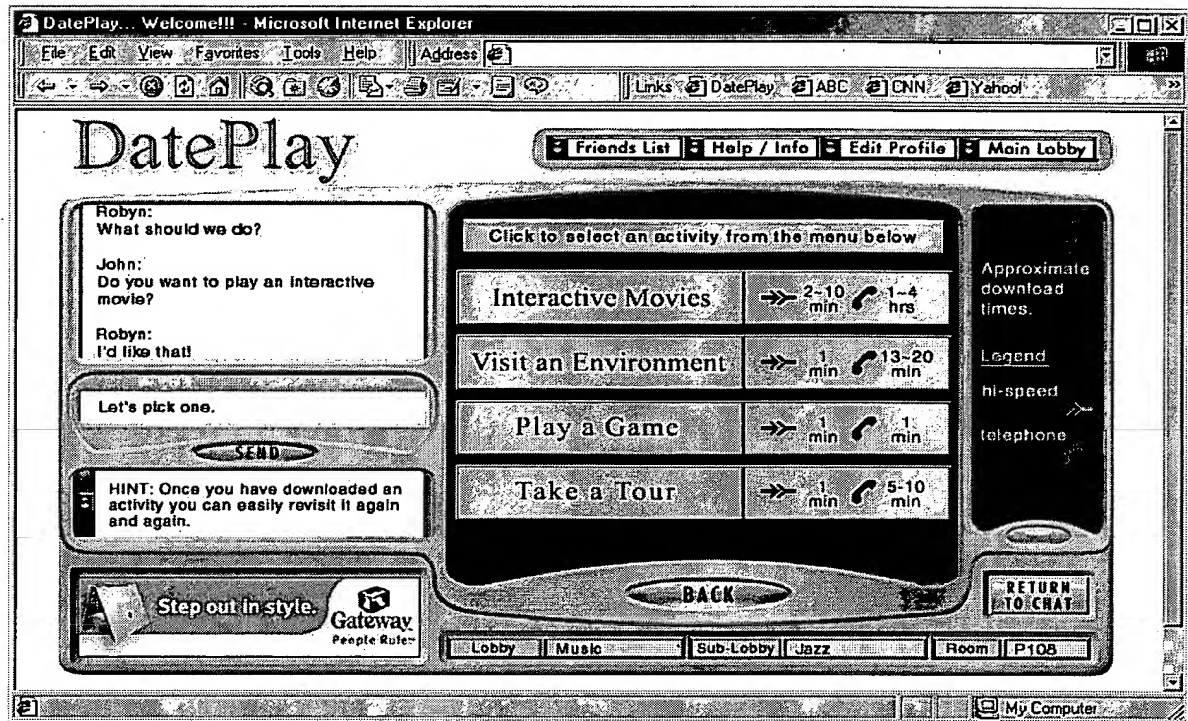 DatePlay... Welcome!!! - Microsoft Internet Explorer
File Edit View Favorites Tools Help Address
Links DatePlay ABC CNN Yahoo!
DatePlay
Friends List Help / Info Edit Profile Main Lobby
Robyn:
What should we do?
John:
Do you want to play an interactive
movie?
Robyn:
I'd like that!
Let's pick one.
SEND
HINT: Once you have downloaded an
activity you can easily revisit it again
and again.
Step out in style.
Gateway
People Rule
Click to select an activity from the menu below
Interactive Movies 2~10 min 1~4 hrs
Visit an Environment 1 min 13~20 min
Play a Game 1 min 1 min
Take a Tour 1 min 5-10 min
BACK
Approximate
download
times.
Legend
hi-speed
telephone
RETURN
TO CHAT
Lobby Music Sub-Lobby Jazz Room P108
My Computer